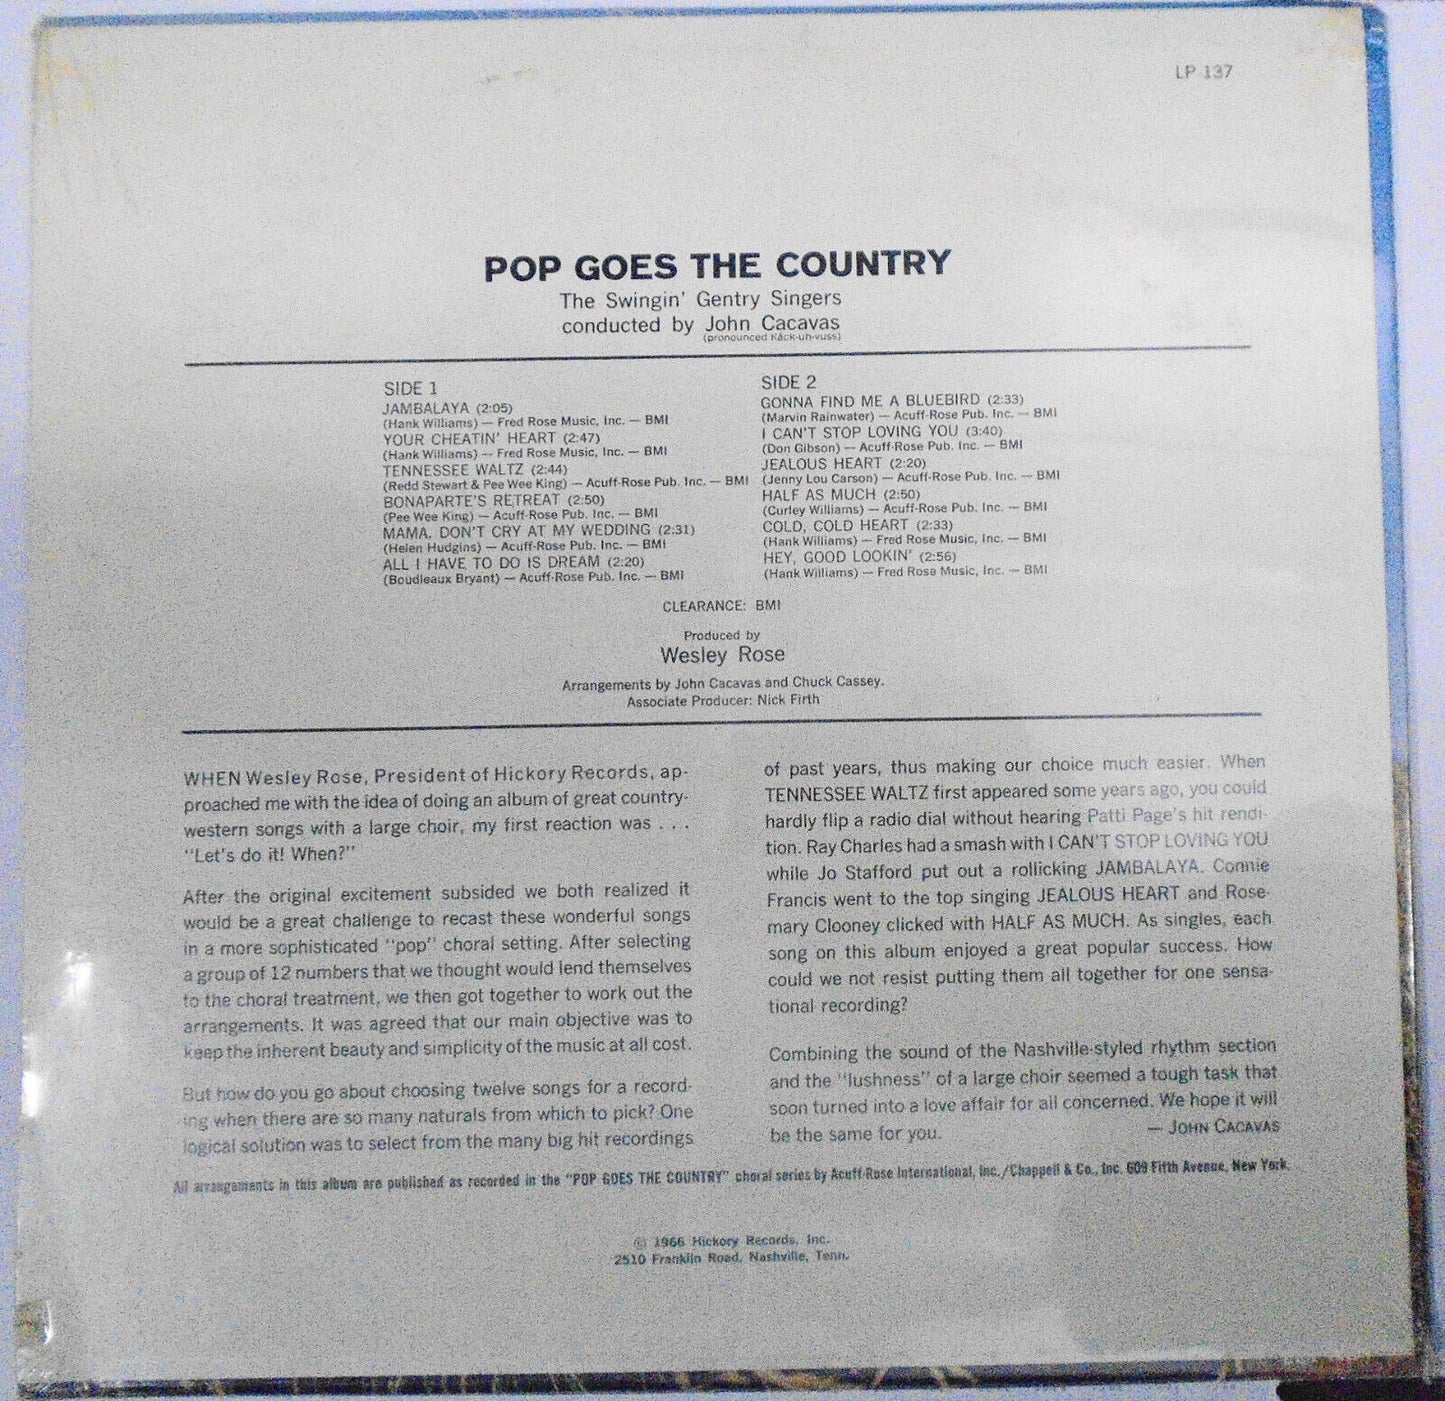 LP 137
POP GOES THE COUNTRY
The Swingin' Gentry Singers
conducted by John Cacavas
(pronounced Kăck-uh-vuss)
SIDE 1
JAMBALAYA (2:05)
(Hank Williams) — Fred Rose Music, Inc. — BMI
YOUR CHEATIN' HEART (2:47)
(Hank Williams) — Fred Rose Music, Inc. — BMI
TENNESSEE WALTZ (2:44)
(Redd Stewart & Pee Wee King) — Acuff-Rose Pub. Inc. — BMI
BONAPARTE'S RETREAT (2:50)
(Pee Wee King) — Acuff-Rose Pub. Inc. — BMI
MAMA, DON'T CRY AT MY WEDDING (2:31)
(Helen Hudgins) — Acuff-Rose Pub. Inc. — BMI
ALL I HAVE TO DO IS DREAM (2:20)
(Boudleaux Bryant) — Acuff-Rose Pub. Inc. — BMI
SIDE 2
GONNA FIND ME A BLUEBIRD (2:33)
(Marvin Rainwater) — Acuff-Rose Pub. Inc. — BMI
I CAN'T STOP LOVING YOU (3:40)
(Don Gibson) — Acuff-Rose Pub. Inc. — BMI
JEALOUS HEART (2:20)
(Jenny Lou Carson) — Acuff-Rose Pub. Inc. — BMI
HALF AS MUCH (2:50)
(Curley Williams) — Acuff-Rose Pub. Inc. — BMI
COLD, COLD HEART (2:33)
(Hank Williams) — Fred Rose Music, Inc. — BMI
HEY, GOOD LOOKIN' (2:56)
(Hank Williams) — Fred Rose Music, Inc. — BMI
CLEARANCE: BMI
Produced by
Wesley Rose
Arrangements by John Cacavas and Chuck Cassey.
Associate Producer: Nick Firth
WHEN Wesley Rose, President of Hickory Records, ap-
proached me with the idea of doing an album of great country-
western songs with a large choir, my first reaction was . . .
"Let's do it! When?"
After the original excitement subsided we both realized it
would be a great challenge to recast these wonderful songs
in a more sophisticated "pop" choral setting. After selecting
a group of 12 numbers that we thought would lend themselves
to the choral treatment, we then got together to work out the
arrangements. It was agreed that our main objective was to
keep the inherent beauty and simplicity of the music at all cost.
But how do you go about choosing twelve songs for a record-
ing when there are so many naturals from which to pick? One
logical solution was to select from the many big hit recordings
of past years, thus making our choice much easier. When
TENNESSEE WALTZ first appeared some years ago, you could
hardly flip a radio dial without hearing Patti Page's hit rendi-
tion. Ray Charles had a smash with I CAN'T STOP LOVING YOU
while Jo Stafford put out a rollicking JAMBALAYA. Connie
Francis went to the top singing JEALOUS HEART and Rose-
mary Clooney clicked with HALF AS MUCH. As singles, each
song on this album enjoyed a great popular success. How
could we not resist putting them all together for one sensa-
tional recording?
Combining the sound of the Nashville-styled rhythm section
and the "lushness" of a large choir seemed a tough task that
soon turned into a love affair for all concerned. We hope it will
be the same for you. — JOHN CACAVAS
All arrangements in this album are published as recorded in the "POP GOES THE COUNTRY" choral series by Acuff-Rose International, Inc./Chappell & Co., Inc. 609 Fifth Avenue, New York.
© 1966 Hickory Records, Inc.
2510 Franklin Road, Nashville, Tenn.